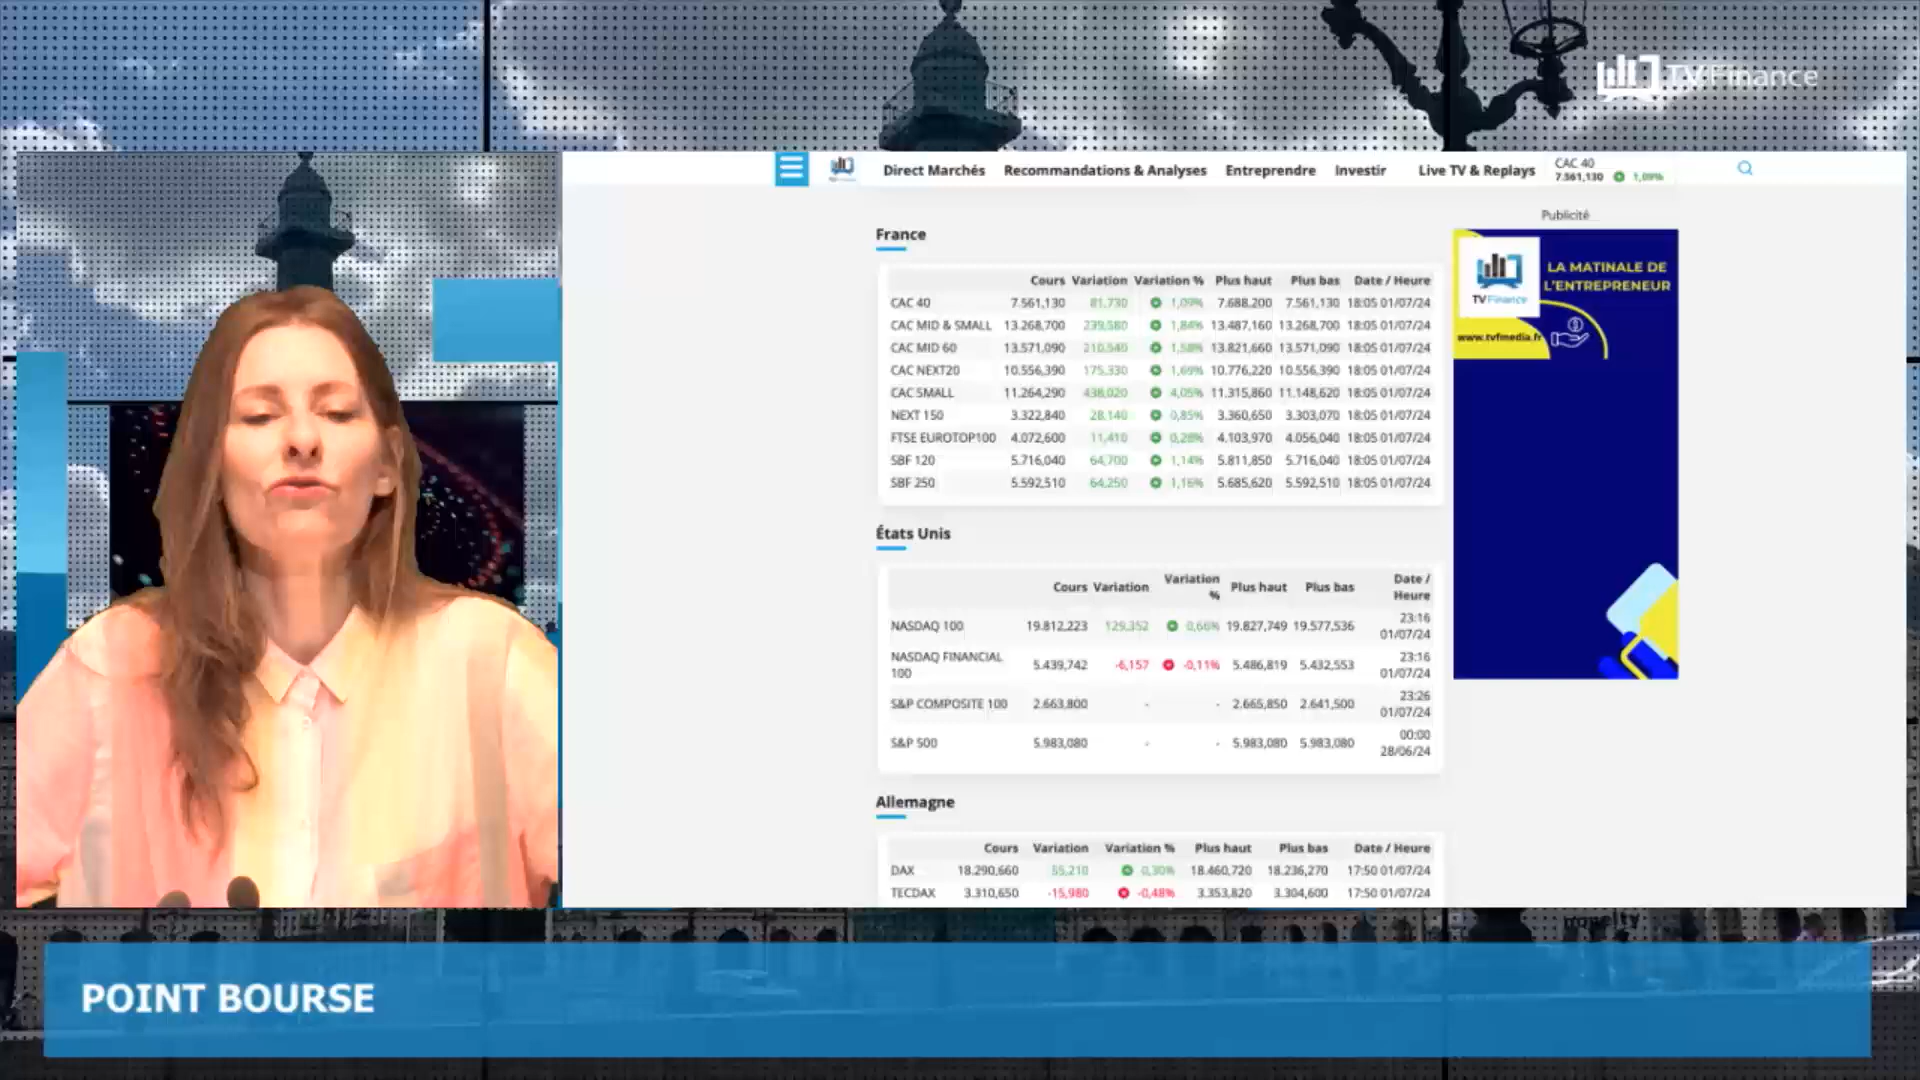 TV Finance
Direct Marchés Recommandations & Analyses Entreprendre Investir Live TV & Replays CAC 40
7.561,130 1,09%
Publicité
France
Cours Variation Variation % Plus haut Plus bas Date / Heure
CAC 40 7.561,130 81,730 1,09% 7.688,200 7.561,130 18:05 01/07/24
CAC MID & SMALL 13.268,700 239,580 1,84% 13.487,160 13.268,700 18:05 01/07/24
CAC MID 60 13.571,090 210,540 1,58% 13.821,660 13.571,090 18:05 01/07/24
CAC NEXT20 10.556,390 175,330 1,69% 10.776,220 10.556,390 18:05 01/07/24
CAC SMALL 11.264,290 438,020 4,05% 11.315,860 11.148,620 18:05 01/07/24
NEXT 150 3.322,840 28,140 0,85% 3.360,650 3.303,070 18:05 01/07/24
FTSE EUROTOP100 4.072,600 11,410 0,28% 4.103,970 4.056,040 18:05 01/07/24
SBF 120 5.716,040 64,700 1,14% 5.811,850 5.716,040 18:05 01/07/24
SBF 250 5.592,510 64,250 1,16% 5.685,620 5.592,510 18:05 01/07/24
LA MATINALE DE
L'ENTREPRENEUR
TV Finance
www.tvfmedia.fr
États Unis
Cours Variation Variation % Plus haut Plus bas Date / Heure
NASDAQ 100 19.812,223 129,352 0,66% 19.827,749 19.577,536 23:16 01/07/24
NASDAQ FINANCIAL 100 5.439,742 -6,157 -0,11% 5.486,819 5.432,553 23:16 01/07/24
S&P COMPOSITE 100 2.663,800 - - 2.665,850 2.641,500 23:26 01/07/24
S&P 500 5.983,080 - - 5.983,080 5.983,080 00:00 28/06/24
Allemagne
Cours Variation Variation % Plus haut Plus bas Date / Heure
DAX 18.290,660 55,210 0,30% 18.460,720 18.236,270 17:50 01/07/24
TECDAX 3.310,650 -15,980 -0,48% 3.353,820 3.304,600 17:50 01/07/24
POINT BOURSE